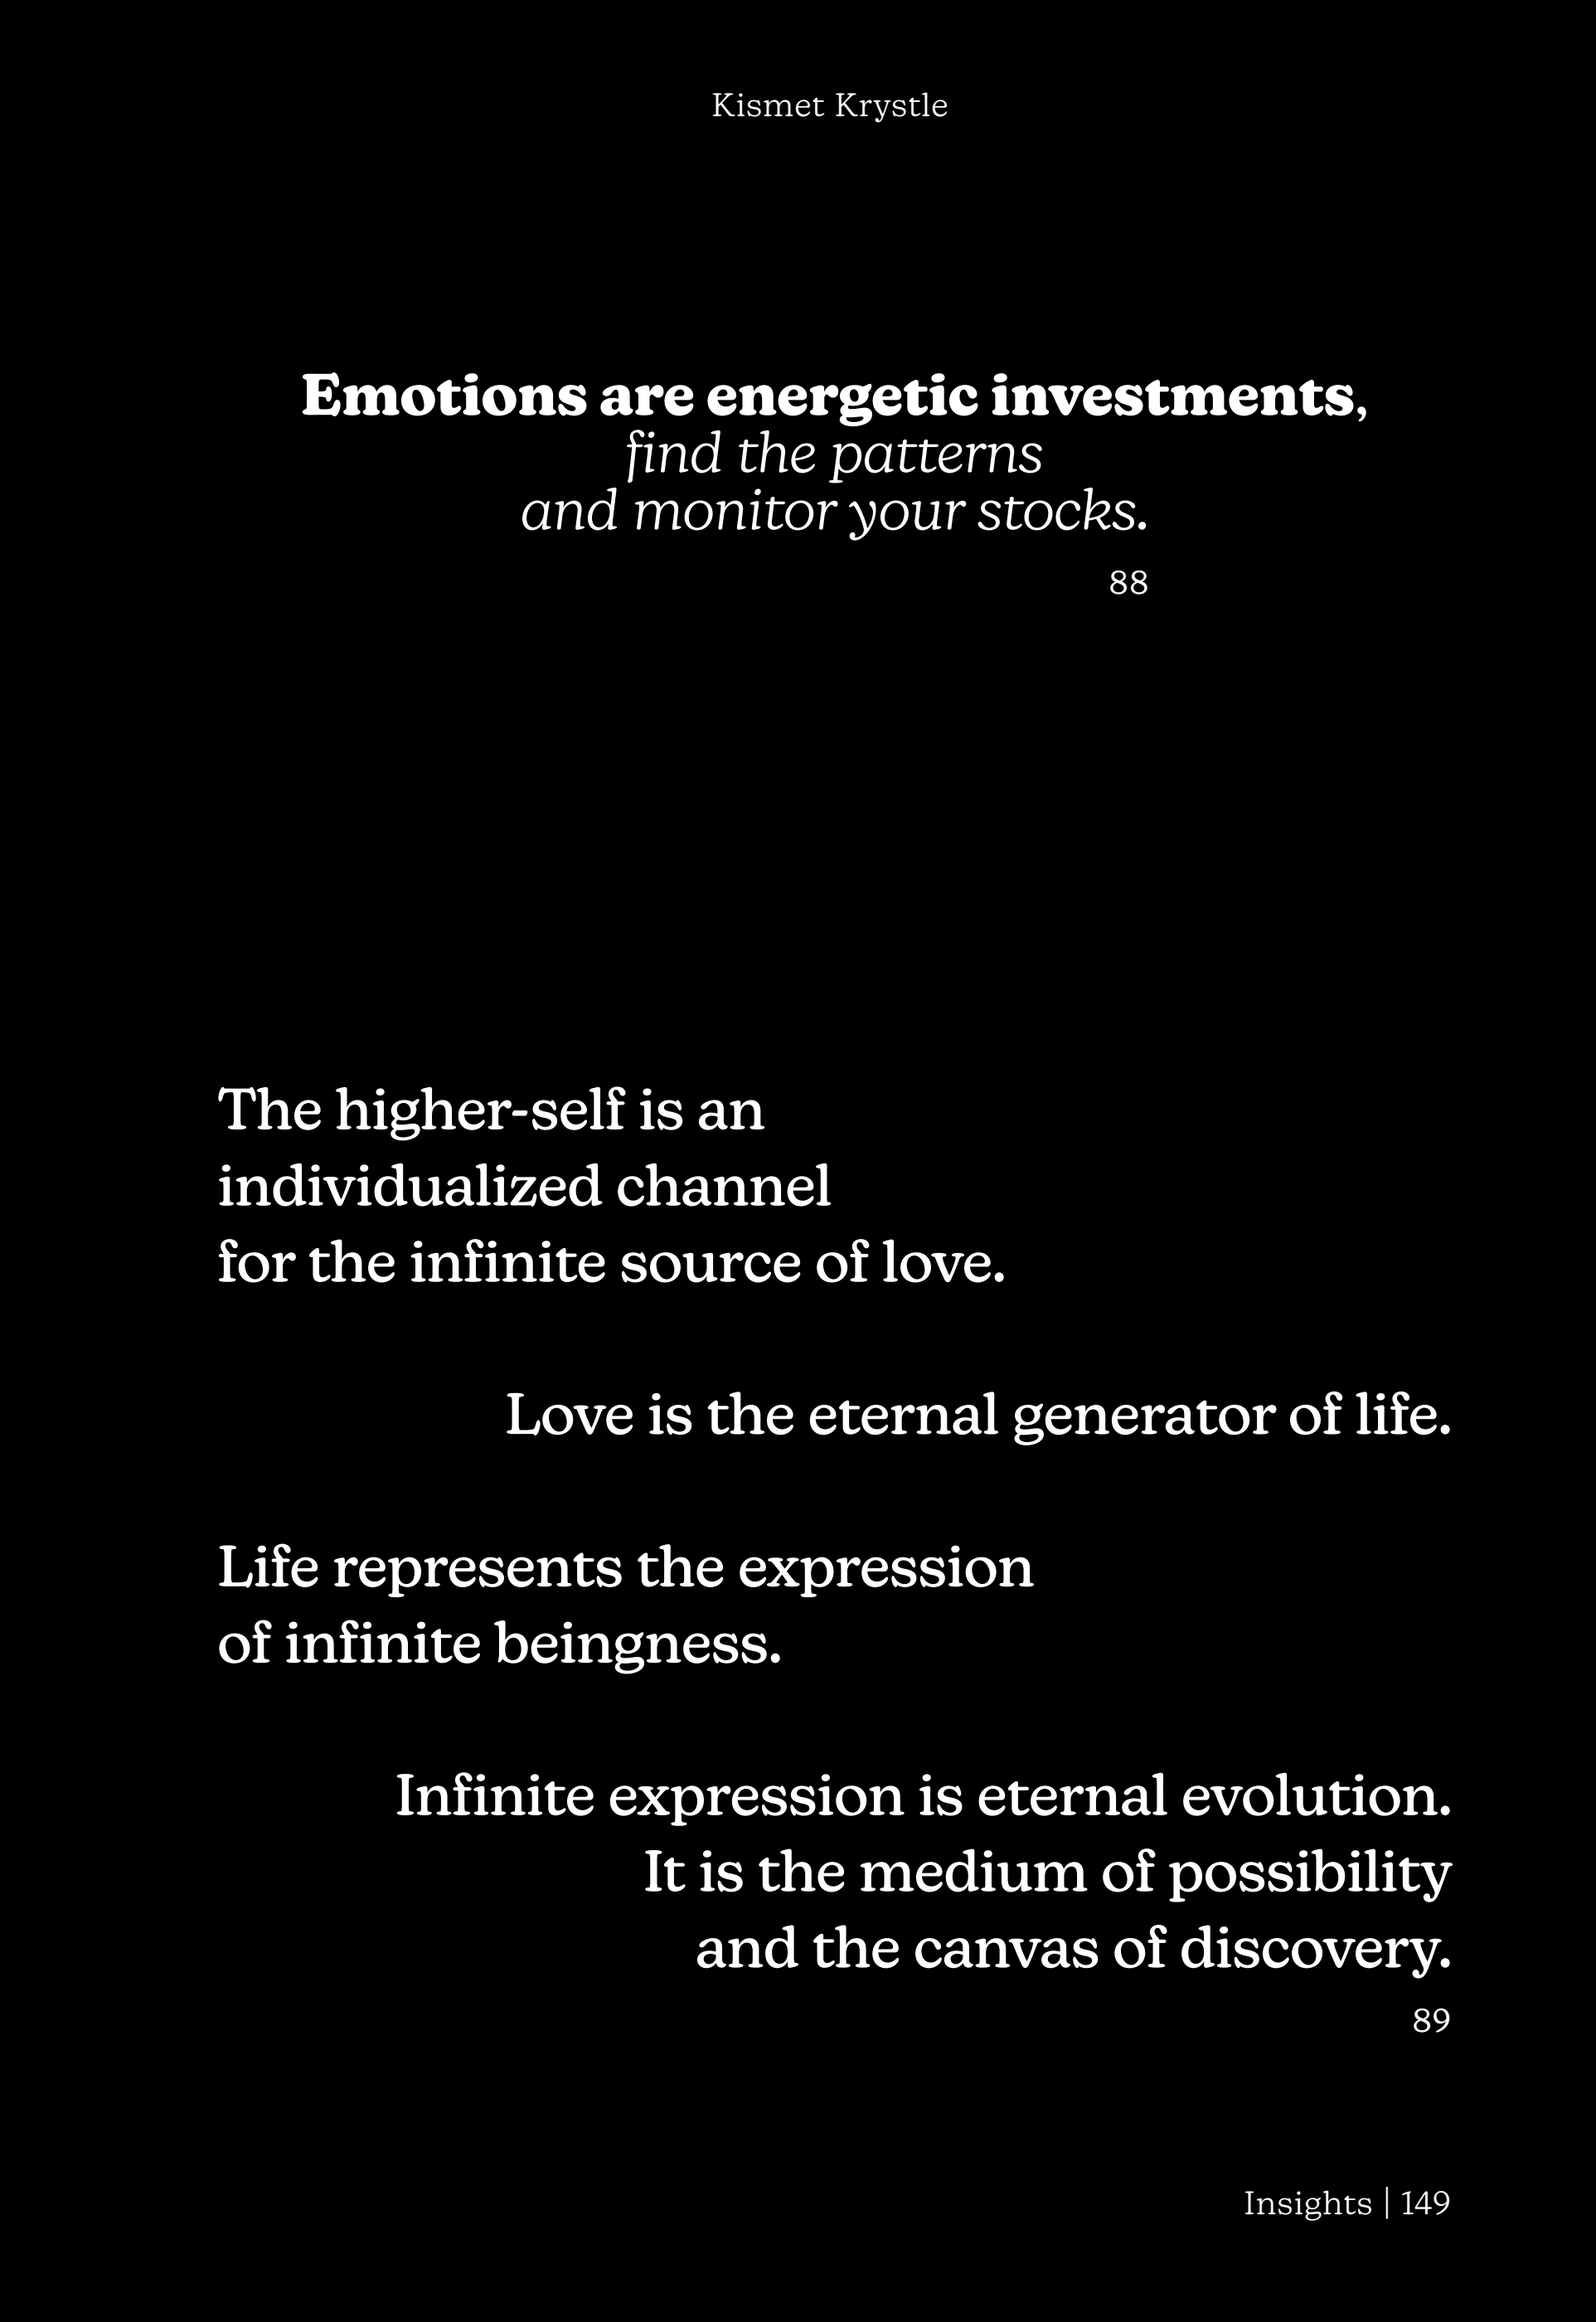 Kismet Krystle
Emotions are energetic investments,
find the patterns
and monitor your stocks.
88
The higher-self is an
individualized channel
for the infinite source of love.
Love is the eternal generator of life.
Life represents the expression
of infinite beingness.
Infinite expression is eternal evolution.
It is the medium of possibility
and the canvas of discovery.
89
Insights | 149